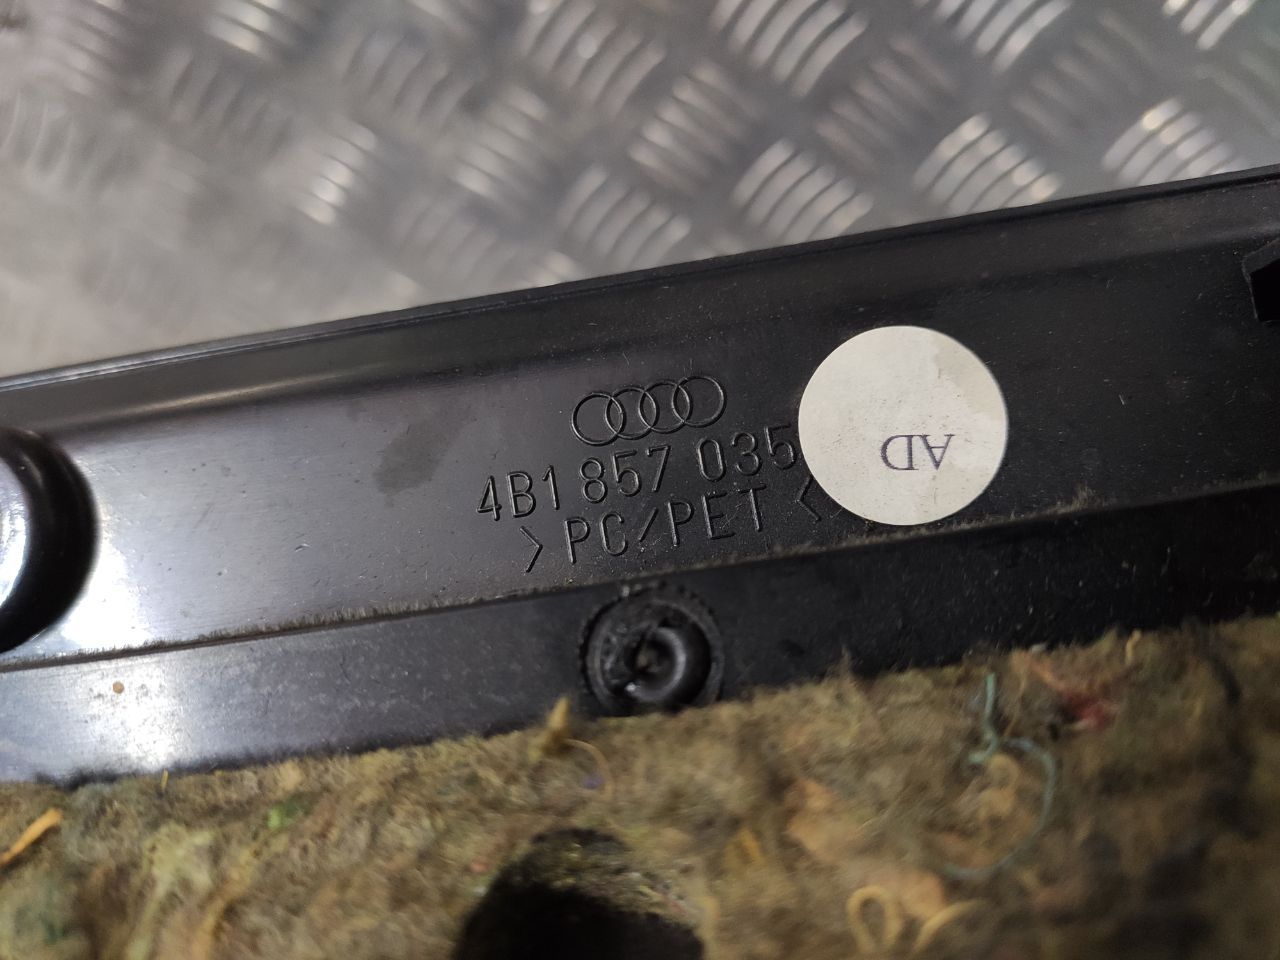 4B1 857 035
>PC/PET<
AD